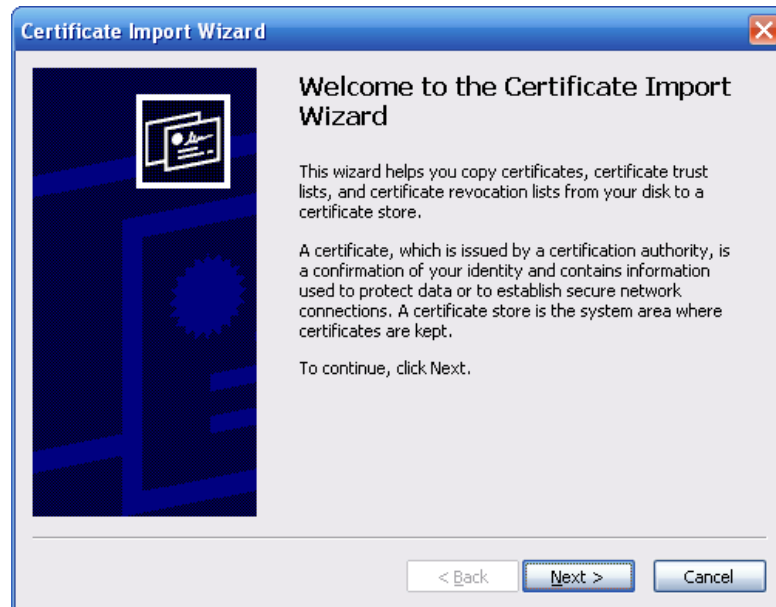 Certificate Import Wizard
Welcome to the Certificate Import
Wizard
This wizard helps you copy certificates, certificate trust
lists, and certificate revocation lists from your disk to a
certificate store.
A certificate, which is issued by a certification authority, is
a confirmation of your identity and contains information
used to protect data or to establish secure network
connections. A certificate store is the system area where
certificates are kept.
To continue, click Next.
< Back Next > Cancel